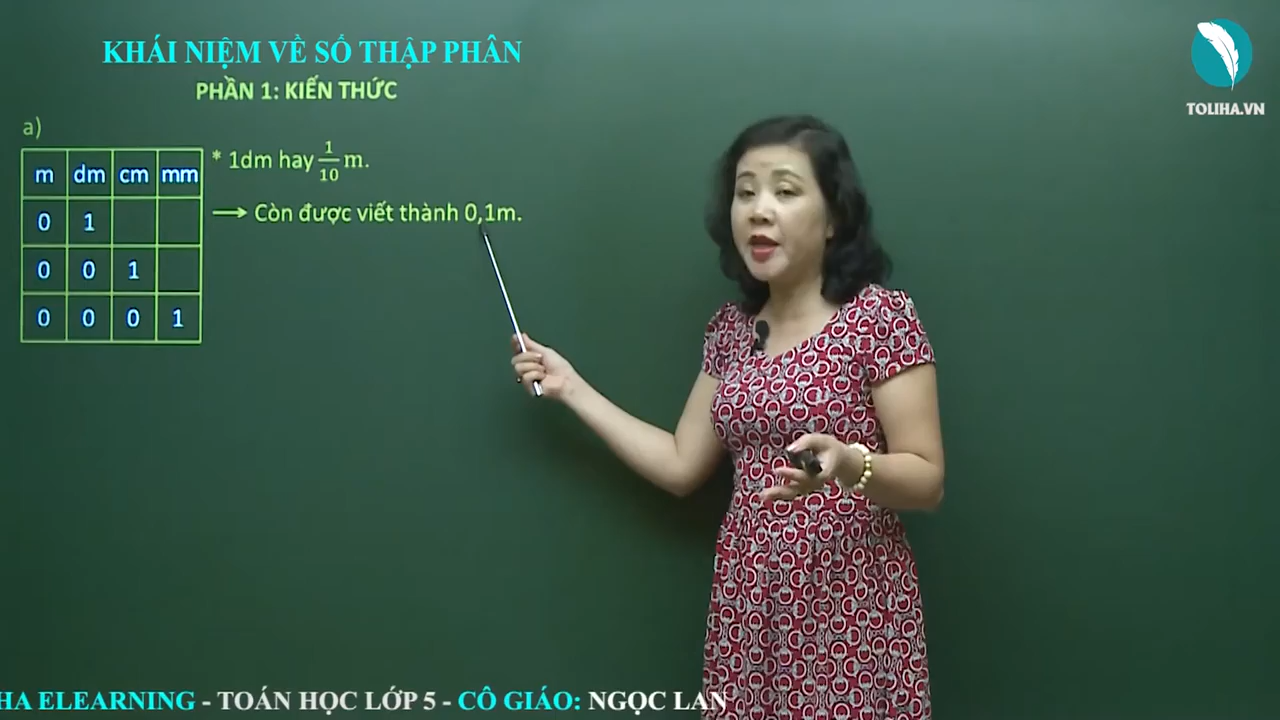 KHÁI NIỆM VỀ SỐ THẬP PHÂN
PHẦN 1: KIẾN THỨC
TOLIHA.VN
a)
m dm cm mm
0 1
0 0 1
0 0 0 1
* 1dm hay 1/10 m.
→ Còn được viết thành 0,1m.
HA ELEARNING - TOÁN HỌC LỚP 5 - CÔ GIÁO: NGỌC LAN